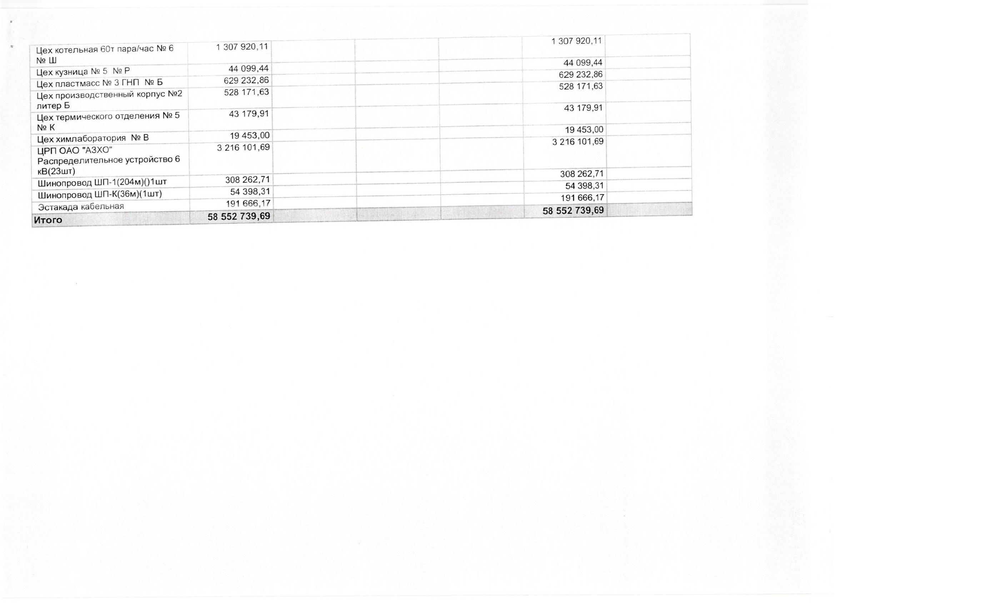 Цех котельная 60т пара/час № 6 1 307 920,11 1 307 920,11
№ Ш
Цех кузница № 5 № Р 44 099,44 44 099,44
Цех пластмасс № 3 ГНП № Б 629 232,86 629 232,86
Цех производственный корпус №2 528 171,63 528 171,63
литер Б
Цех термического отделения № 5 43 179,91 43 179,91
№ К
Цех химлаборатория № В 19 453,00 19 453,00
ЦРП ОАО "АЗХО" 3 216 101,69 3 216 101,69
Распределительное устройство 6
кВ(23шт)
Шинопровод ШП-1(204м)()1шт 308 262,71 308 262,71
Шинопровод ШП-К(36м)(1шт) 54 398,31 54 398,31
Эстакада кабельная 191 666,17 191 666,17
Итого 58 552 739,69 58 552 739,69